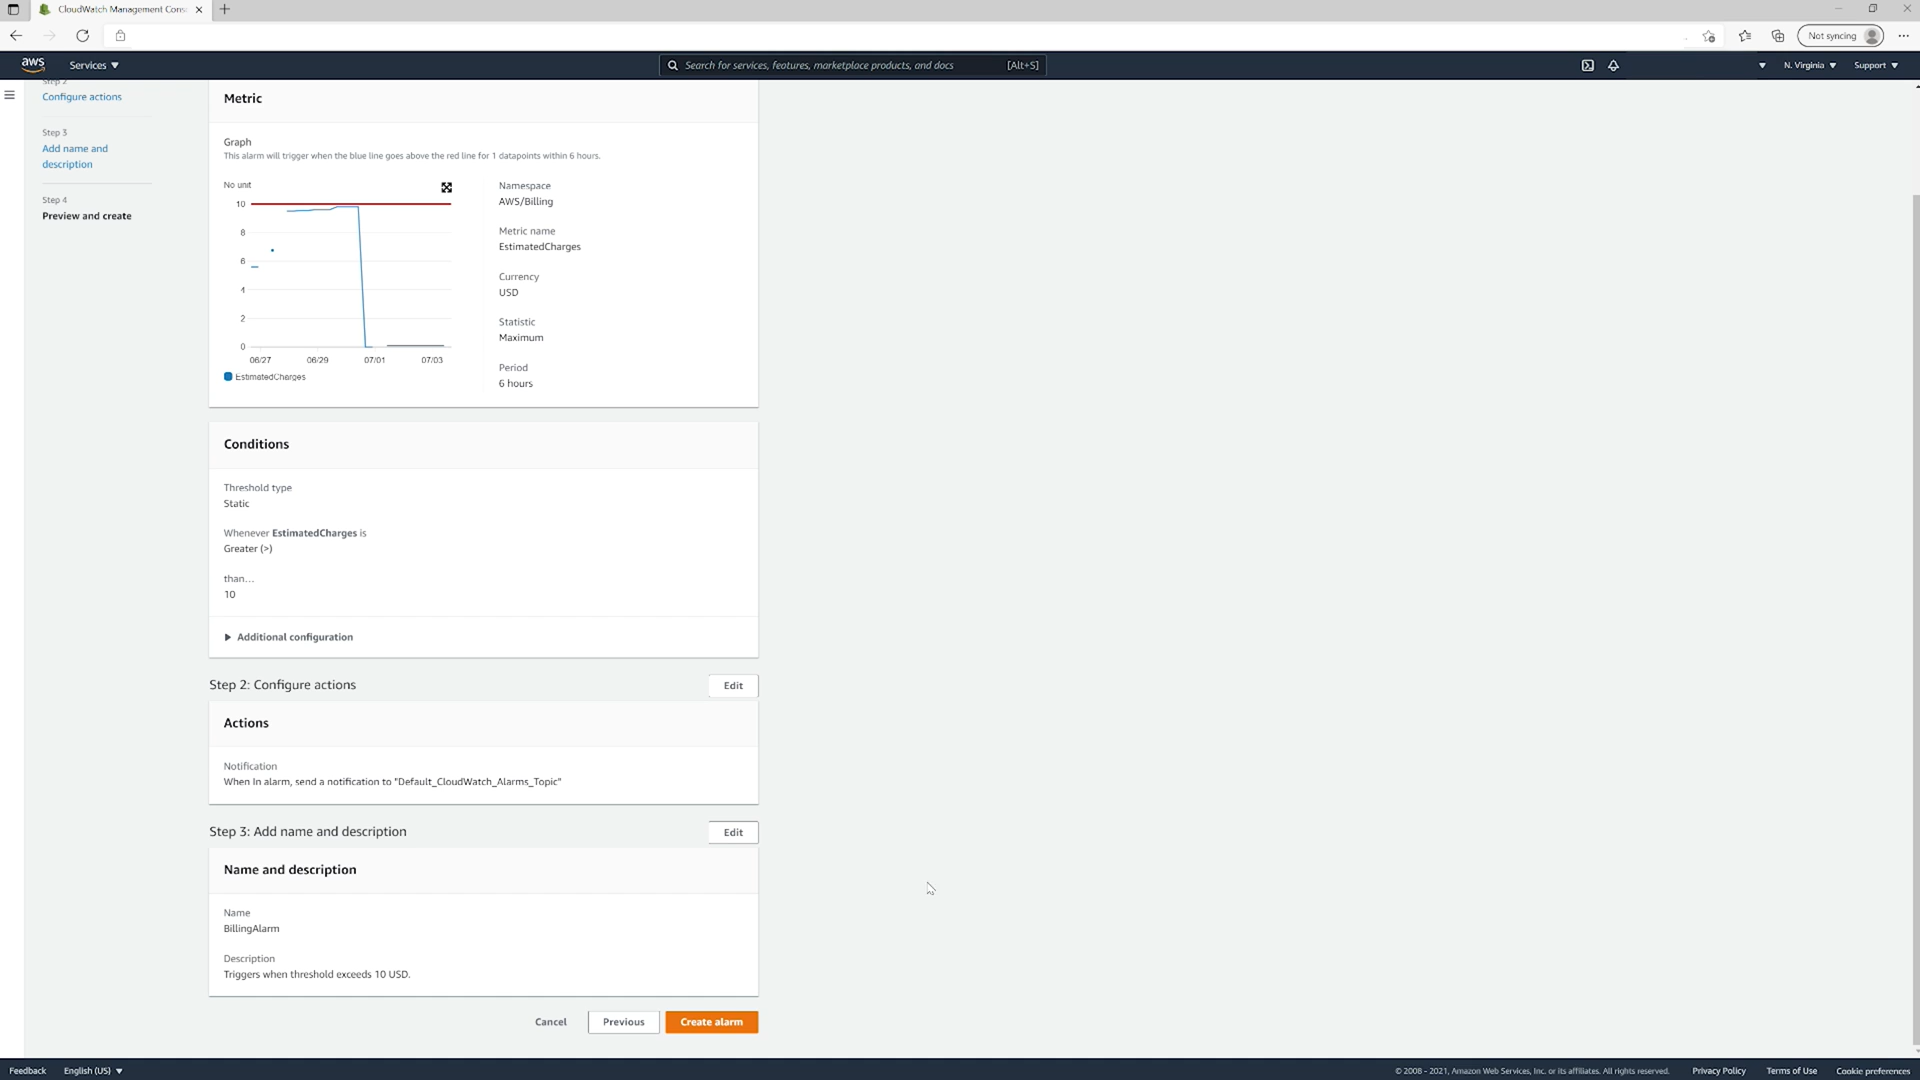 CloudWatch Management Cons
Not syncing
aws
Services
Search for services, features, marketplace products, and docs
[Alt+S]
N. Virginia
Support
Step 2
Configure actions
Step 3
Add name and
description
Step 4
Preview and create
Metric
Graph
This alarm will trigger when the blue line goes above the red line for 1 datapoints within 6 hours.
No unit
10
8
6
4
2
0
06/27
06/29
07/01
07/03
EstimatedCharges
Namespace
AWS/Billing
Metric name
EstimatedCharges
Currency
USD
Statistic
Maximum
Period
6 hours
Conditions
Threshold type
Static
Whenever EstimatedCharges is
Greater (>)
than...
10
Additional configuration
Step 2: Configure actions
Edit
Actions
Notification
When In alarm, send a notification to "Default_CloudWatch_Alarms_Topic"
Step 3: Add name and description
Edit
Name and description
Name
BillingAlarm
Description
Triggers when threshold exceeds 10 USD.
Cancel
Previous
Create alarm
Feedback
English (US)
© 2008 - 2021, Amazon Web Services, Inc. or its affiliates. All rights reserved.
Privacy Policy
Terms of Use
Cookie preferences